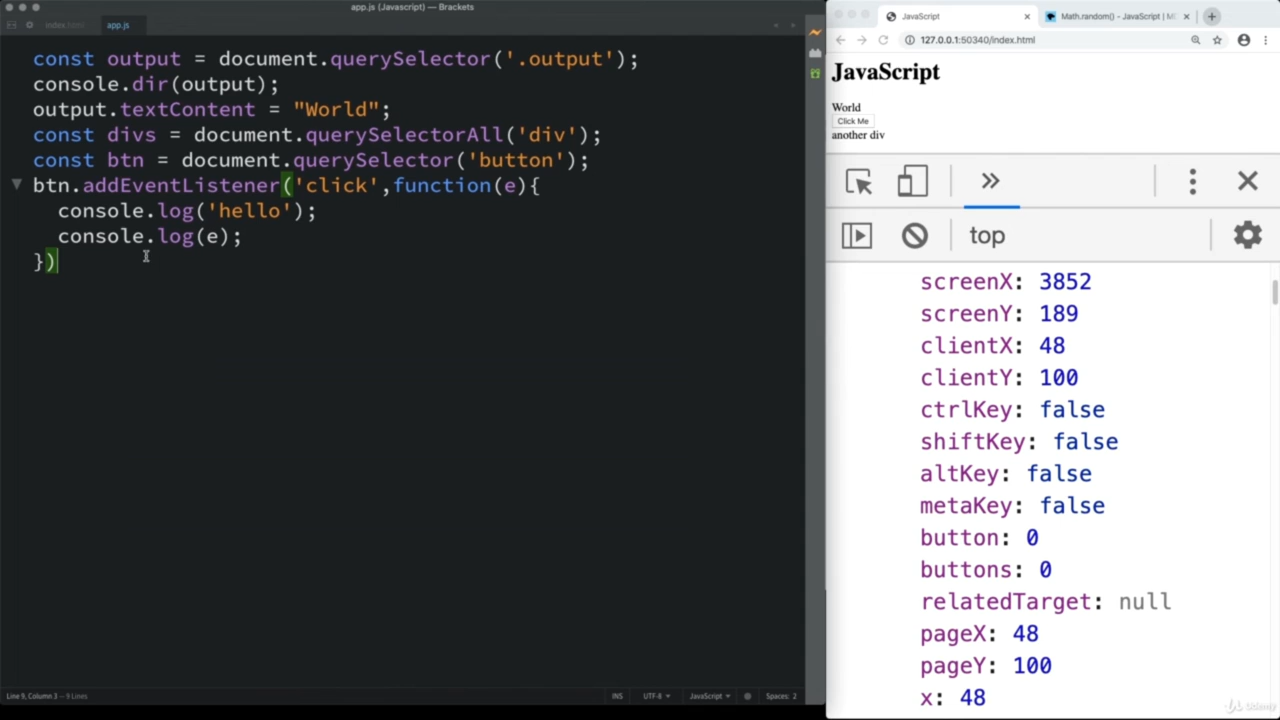 app.js (Javascript) — Brackets
index.html
app.js
const output = document.querySelector('.output');
console.dir(output);
output.textContent = "World";
const divs = document.querySelectorAll('div');
const btn = document.querySelector('button');
btn.addEventListener('click',function(e){
console.log('hello');
console.log(e);
})
Line 9, Column 3 — 9 Lines
INS
UTF-8
JavaScript
Spaces: 2
JavaScript
Math.random() - JavaScript | M
127.0.0.1:50340/index.html
JavaScript
World
Click Me
another div
top
screenX: 3852
screenY: 189
clientX: 48
clientY: 100
ctrlKey: false
shiftKey: false
altKey: false
metaKey: false
button: 0
buttons: 0
relatedTarget: null
pageX: 48
pageY: 100
x: 48
Udemy